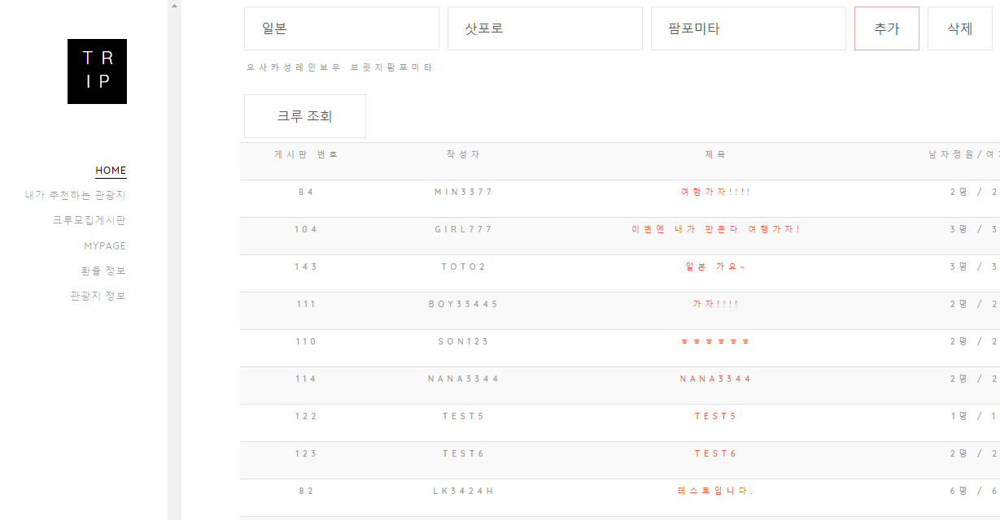 T R
I P
HOME
내가 추천하는 관광지
크루모집게시판
MYPAGE
환율 정보
관광지 정보
일본 삿포로 팜포미타 추가 삭제
오사카성레인보우 브릿지팜포미타
크루 조회
게시판 번호 작성자 제목 남자정원/여
84 MIN3377 여행가자!!!! 2명 / 2
104 GIRL777 이번엔 내가 만든다 여행가자! 3명 / 3
143 TOTO2 일본 가요~ 3명 / 3
111 BOY33445 가자!!!! 2명 / 2
110 SON123 ㅎㅎㅎㅎㅎㅎ 2명 / 2
114 NANA3344 NANA3344 2명 / 2
122 TEST5 TEST5 1명 / 1
123 TEST6 TEST6 2명 / 2
82 LK3424H 테스트입니다. 6명 / 6